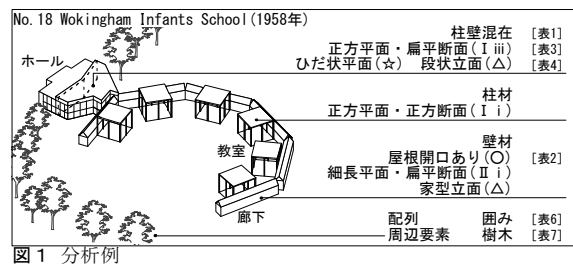 No.18 Wokingham Infants School(1958年)
柱壁混在 [表1]
正方平面・扁平断面(Ⅰⅲ) [表3]
ひだ状平面(☆) 段状立面(△) [表4]
ホール
柱材
正方平面・正方断面(Ⅰⅰ)
壁材
屋根開口あり(〇) [表2]
細長平面・扁平断面(Ⅱⅰ)
家型立面(△)
教室
廊下
配列 囲み [表6]
周辺要素 樹木 [表7]
図1 分析例